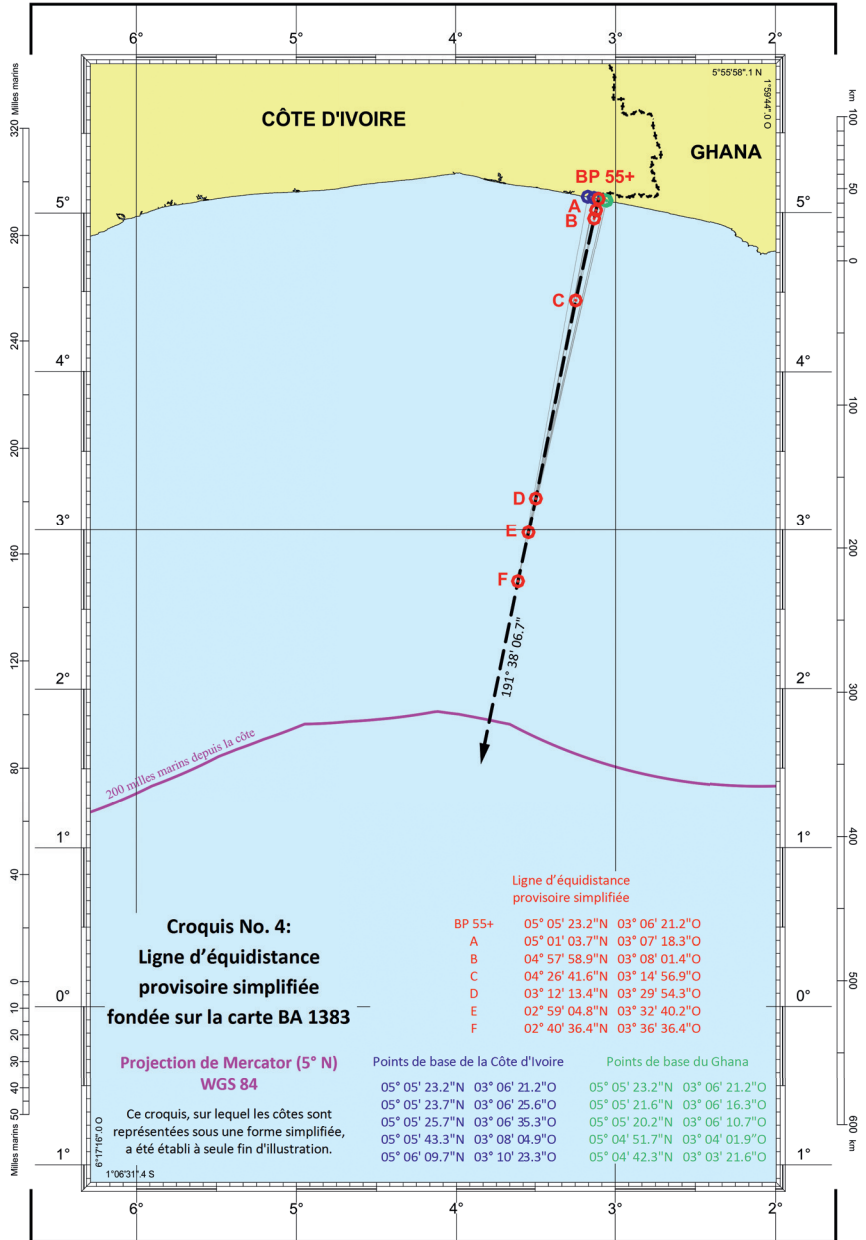 6°
5°
4°
3°
2°
Milles marins
5°55'58".1 N
1°59'44".0 O
km
320
280
240
200
160
120
80
40
0
10
20
30
40
50
Milles marins
100
50
0
100
200
300
400
500
600
km
CÔTE D'IVOIRE
GHANA
BP 55+
A
B
C
D
E
F
5°
5°
4°
4°
3°
3°
2°
2°
1°
1°
0°
0°
1°
1°
191° 38' 06.7"
200 milles marins depuis la côte
Ligne d'équidistance
provisoire simplifiée
BP 55+ 05° 05' 23.2"N 03° 06' 21.2"O
A 05° 01' 03.7"N 03° 07' 18.3"O
B 04° 57' 58.9"N 03° 08' 01.4"O
C 04° 26' 41.6"N 03° 14' 56.9"O
D 03° 12' 13.4"N 03° 29' 54.3"O
E 02° 59' 04.8"N 03° 32' 40.2"O
F 02° 40' 36.4"N 03° 36' 36.4"O
Croquis No. 4:
Ligne d'équidistance
provisoire simplifiée
fondée sur la carte BA 1383
Projection de Mercator (5° N)
WGS 84
Ce croquis, sur lequel les côtes sont
représentées sous une forme simplifiée,
a été établi à seule fin d'illustration.
Points de base de la Côte d'Ivoire
05° 05' 23.2"N 03° 06' 21.2"O
05° 05' 23.7"N 03° 06' 25.6"O
05° 05' 25.7"N 03° 06' 35.3"O
05° 05' 43.3"N 03° 08' 04.9"O
05° 06' 09.7"N 03° 10' 23.3"O
Points de base du Ghana
05° 05' 23.2"N 03° 06' 21.2"O
05° 05' 21.6"N 03° 06' 16.3"O
05° 05' 20.2"N 03° 06' 10.7"O
05° 04' 51.7"N 03° 04' 01.9"O
05° 04' 42.3"N 03° 03' 21.6"O
6°17'16".0 O
1°06'31".4 S
6°
5°
4°
3°
2°